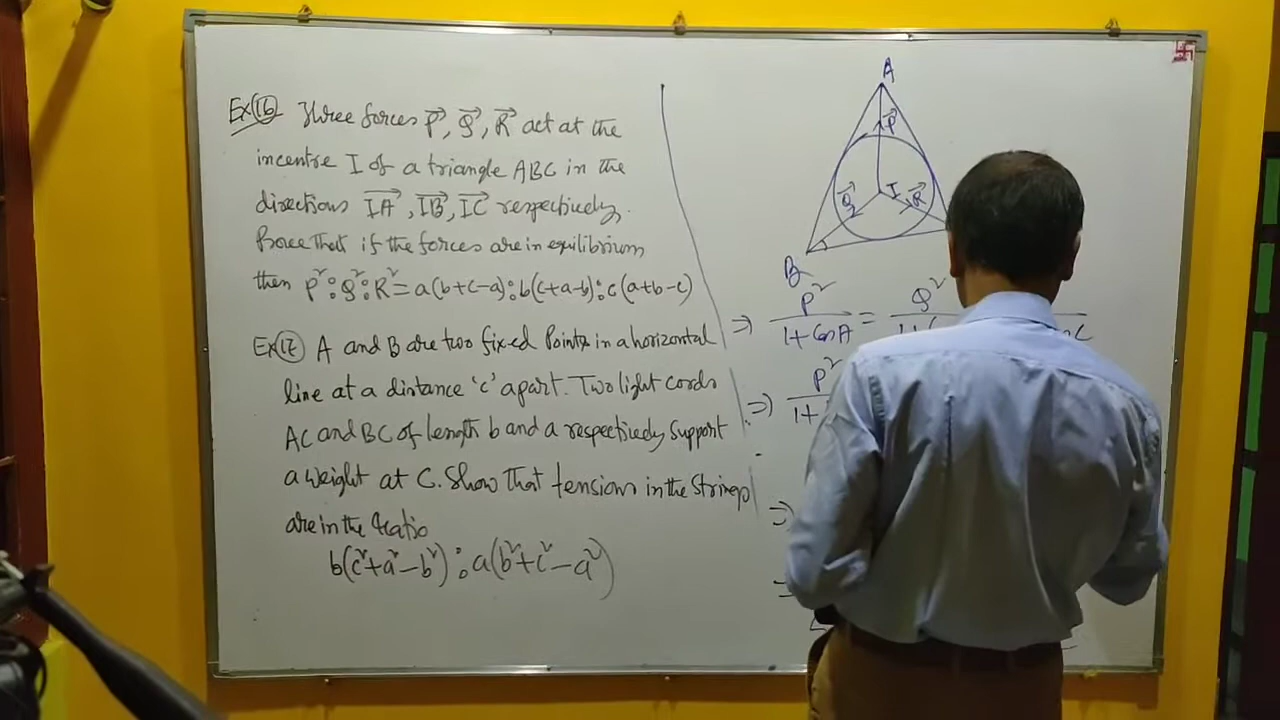 Ex(16) Three forces P⃗, Q⃗, R⃗ act at the
incentre I of a triangle ABC in the
directions IA⃗, IB⃗, IC⃗ respectively.
Prove that if the forces are in equilibrium
then P²:Q²:R²=a(b+c-a):b(c+a-b):c(a+b-c)
Ex(17) A and B are two fixed Points in a horizontal
line at a distance 'c' apart. Two light cords
AC and BC of length b and a respectively support
a weight at C. Show that tensions in the strings
are in the ratio
b(c²+a²-b²):a(b²+c²-a²)
A
P⃗
Q⃗ I R⃗
B
⇒ P²/(1+CosA) = Q²
⇒ P²
⇒